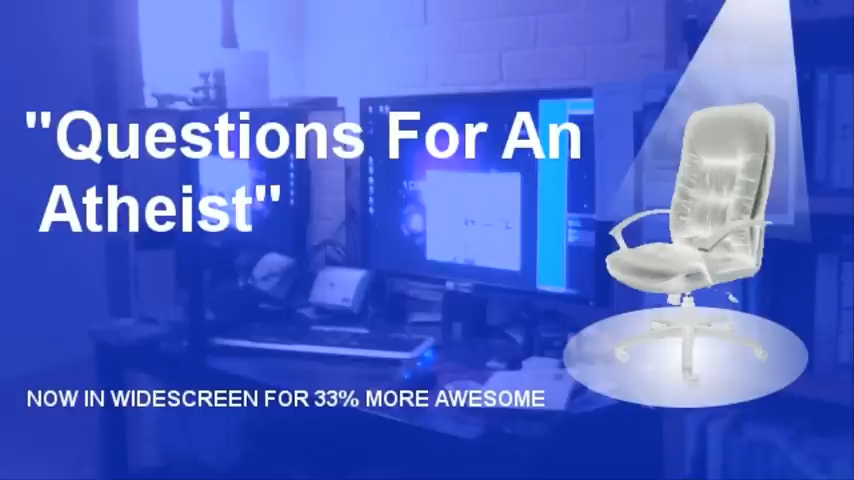 "Questions For An
Atheist"
NOW IN WIDESCREEN FOR 33% MORE AWESOME